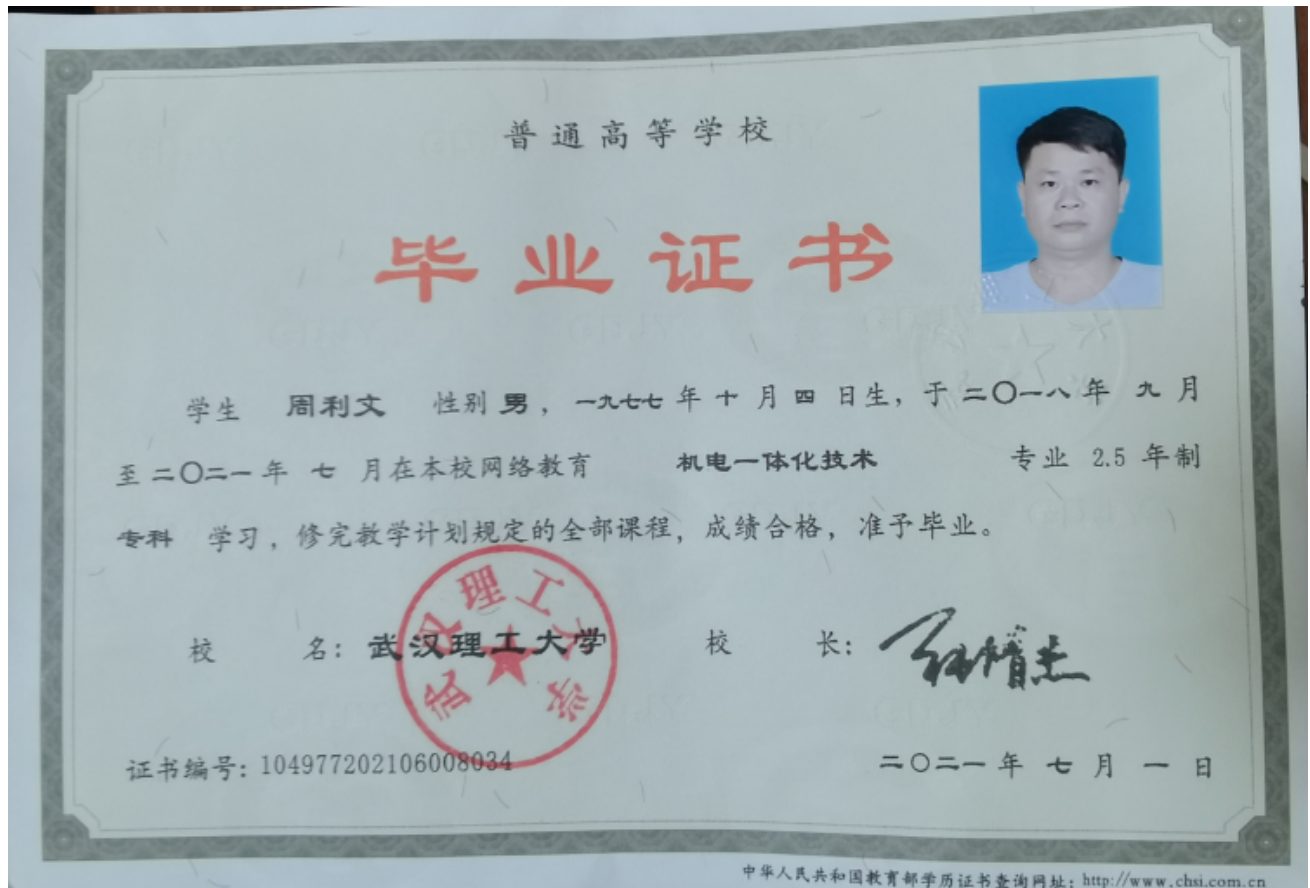 普通高等学校
毕业证书
学生 周利文 性别 男，一九七七 年 十 月 四 日生，于 二〇一八 年 九 月
至 二〇二一 年 七 月在本校网络教育 机电一体化技术 专业 2.5 年制
专科 学习，修完教学计划规定的全部课程，成绩合格，准予毕业。
武汉理工大学
校 名：武汉理工大学 校 长：
证书编号：104977202106008034 二〇二一 年 七 月 一 日
中华人民共和国教育部学历证书查询网址：http://www.chsi.com.cn